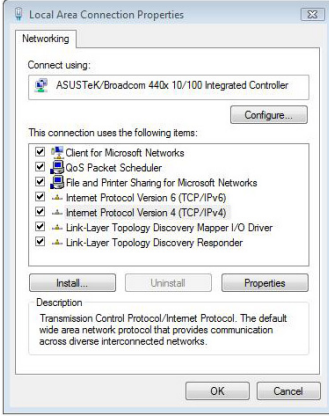 Local Area Connection Properties
Networking
Connect using:
ASUSTeK/Broadcom 440x 10/100 Integrated Controller
Configure...
This connection uses the following items:
Client for Microsoft Networks
QoS Packet Scheduler
File and Printer Sharing for Microsoft Networks
Internet Protocol Version 6 (TCP/IPv6)
Internet Protocol Version 4 (TCP/IPv4)
Link-Layer Topology Discovery Mapper I/O Driver
Link-Layer Topology Discovery Responder
Install... Uninstall Properties
Description
Transmission Control Protocol/Internet Protocol. The default
wide area network protocol that provides communication
across diverse interconnected networks.
OK Cancel